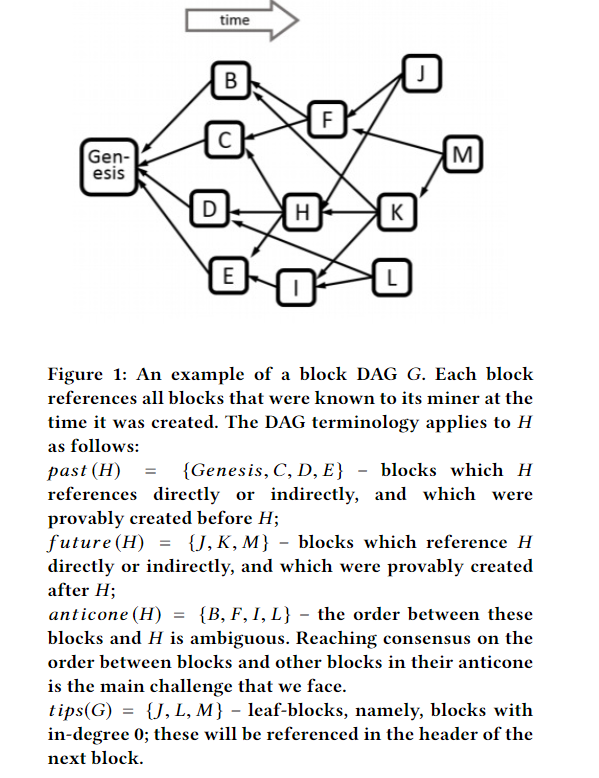 time
B
J
F
C
Gen-
esis
M
D
H
K
E
I
L
Figure 1: An example of a block DAG G. Each block
references all blocks that were known to its miner at the
time it was created. The DAG terminology applies to H
as follows:
past (H) = {Genesis, C, D, E} – blocks which H
references directly or indirectly, and which were
provably created before H;
future (H) = {J, K, M} – blocks which reference H
directly or indirectly, and which were provably created
after H;
anticone (H) = {B, F, I, L} – the order between these
blocks and H is ambiguous. Reaching consensus on the
order between blocks and other blocks in their anticone
is the main challenge that we face.
tips(G) = {J, L, M} – leaf-blocks, namely, blocks with
in-degree 0; these will be referenced in the header of the
next block.